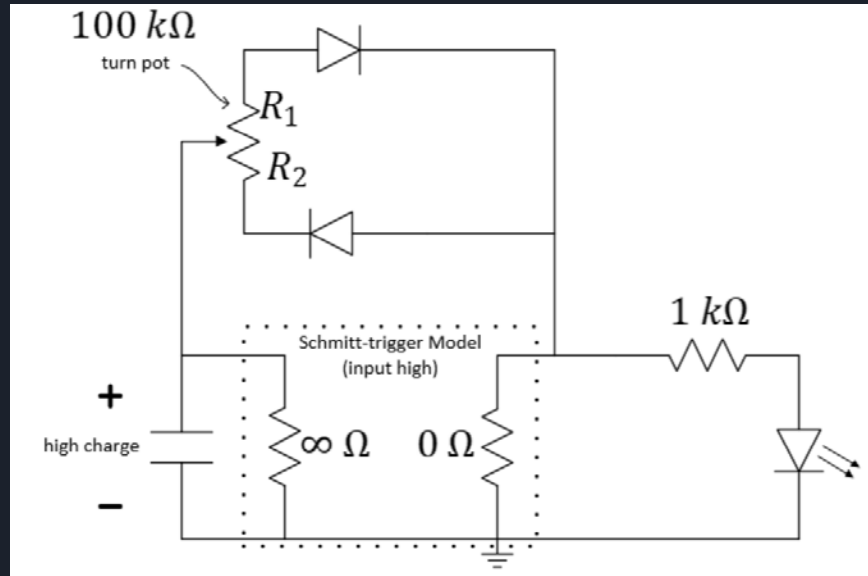 100 kΩ
turn pot
R₁
R₂
1 kΩ
Schmitt-trigger Model
(input high)
+
high charge
−
∞ Ω
0 Ω